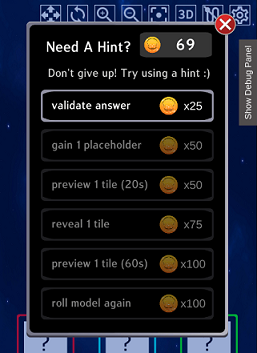 3D
Need A Hint? 69
Don't give up! Try using a hint :)
validate answer x25
gain 1 placeholder x50
preview 1 tile (20s) x50
reveal 1 tile x75
preview 1 tile (60s) x100
roll model again x100
Show Debug Panel
? ? ?